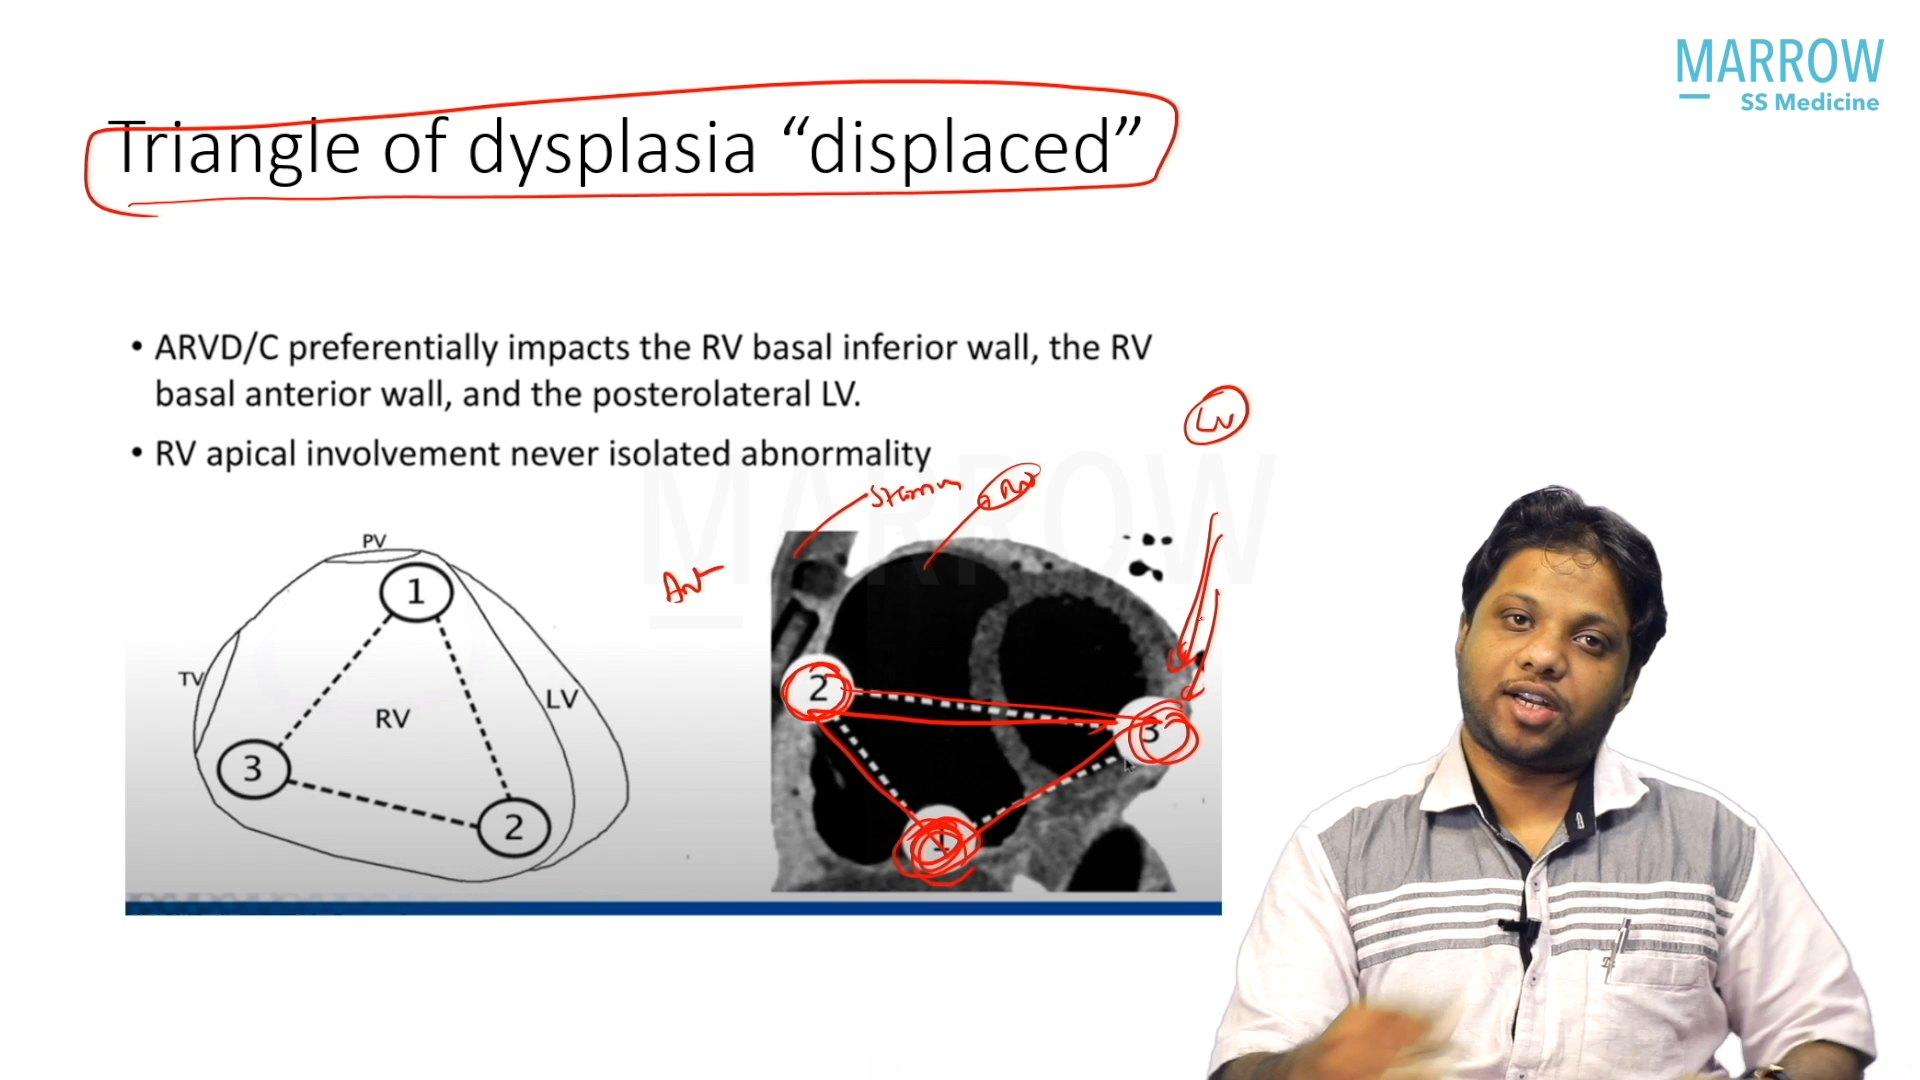 MARROW
SS Medicine
Triangle of dysplasia “displaced”
• ARVD/C preferentially impacts the RV basal inferior wall, the RV
basal anterior wall, and the posterolateral LV.
• RV apical involvement never isolated abnormality
LV
Sternum
Ant
PV
1
TV
RV
LV
3
2
2
3
1
MARROW